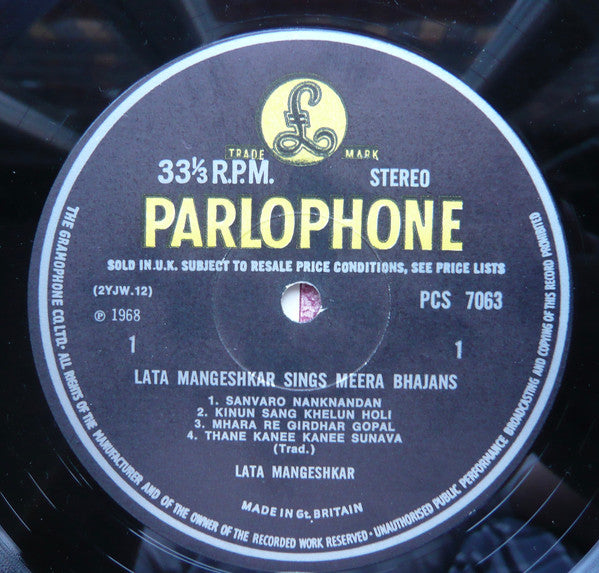 £
TRADE MARK
33⅓ R.P.M. STEREO
PARLOPHONE
SOLD IN U.K. SUBJECT TO RESALE PRICE CONDITIONS, SEE PRICE LISTS
(2YJW.12) PCS 7063
℗ 1968
1 1
LATA MANGESHKAR SINGS MEERA BHAJANS
1. SANVARO NANKNANDAN
2. KINUN SANG KHELUN HOLI
3. MHARA RE GIRDHAR GOPAL
4. THANE KANEE KANEE SUNAVA
(Trad.)
LATA MANGESHKAR
MADE IN Gt. BRITAIN
THE GRAMOPHONE CO. LTD. · ALL RIGHTS OF THE MANUFACTURER AND OF THE OWNER OF THE RECORDED WORK RESERVED · UNAUTHORISED PUBLIC PERFORMANCE BROADCASTING AND COPYING OF THIS RECORD PROHIBITED